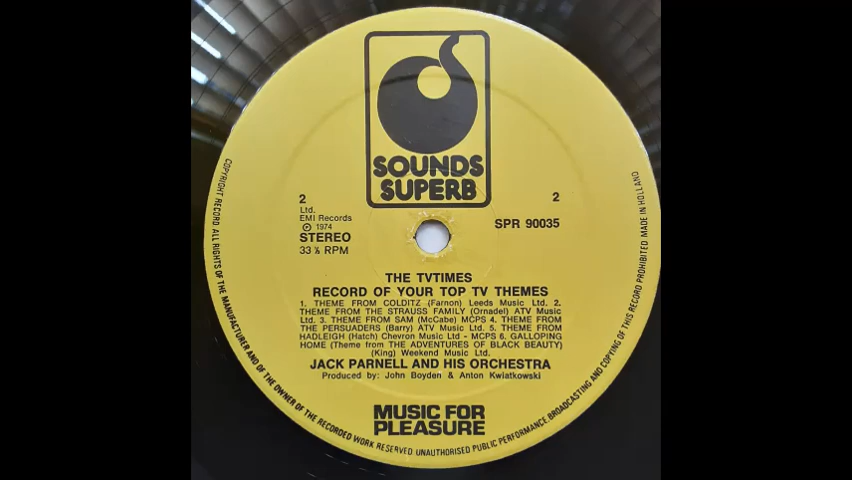 SOUNDS
SUPERB
2
Ltd.
EMI Records
℗ 1974
STEREO
33⅓ RPM
2
SPR 90035
THE TVTIMES
RECORD OF YOUR TOP TV THEMES
1. THEME FROM COLDITZ (Farnon) Leeds Music Ltd. 2.
THEME FROM THE STRAUSS FAMILY (Ornadel) ATV Music
Ltd. 3. THEME FROM SAM (McCabe) MCPS 4. THEME FROM
THE PERSUADERS (Barry) ATV Music Ltd. 5. THEME FROM
HADLEIGH (Hatch) Chevron Music Ltd - MCPS 6. GALLOPING
HOME (Theme from THE ADVENTURES OF BLACK BEAUTY)
(King) Weekend Music Ltd.
JACK PARNELL AND HIS ORCHESTRA
Produced by: John Boyden & Anton Kwiatkowski
MUSIC FOR
PLEASURE
COPYRIGHT RECORD ALL RIGHTS OF THE MANUFACTURER AND OF THE OWNER OF THE RECORDED WORK RESERVED UNAUTHORISED PUBLIC PERFORMANCE, BROADCASTING AND COPYING OF THIS RECORD PROHIBITED MADE IN HOLLAND